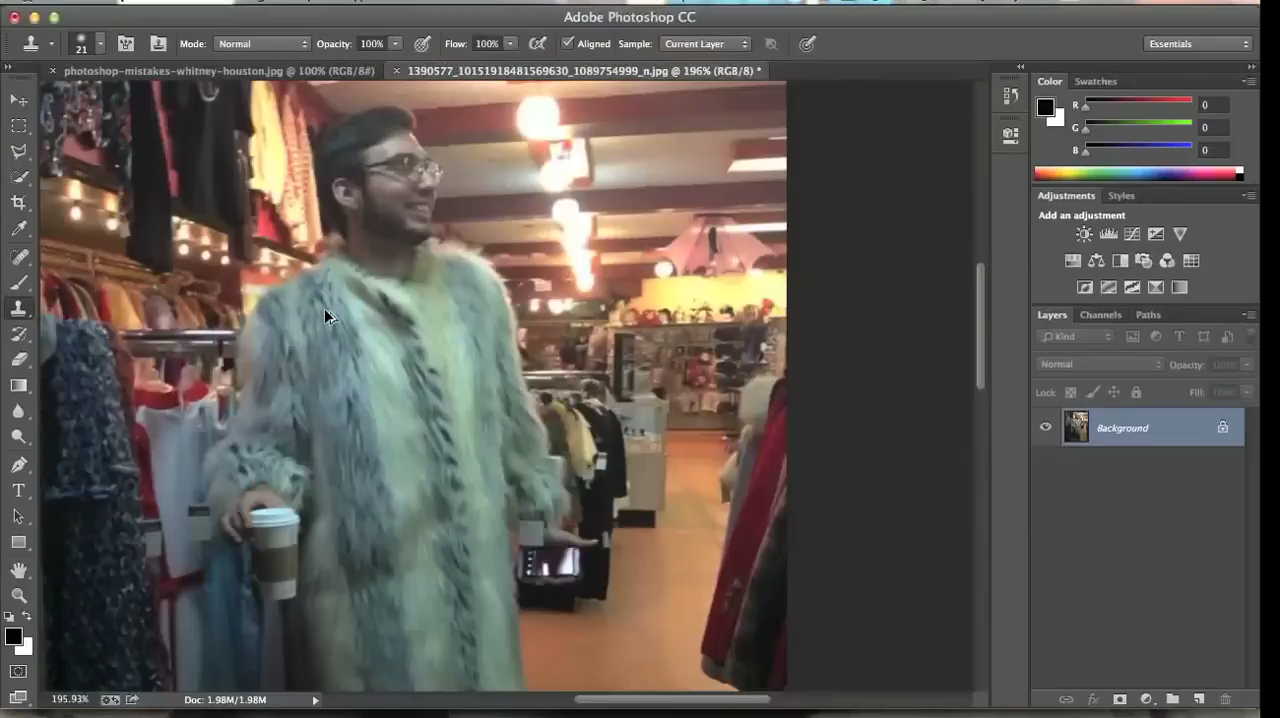 Adobe Photoshop CC
21 Mode: Normal Opacity: 100% Flow: 100% Aligned Sample: Current Layer Essentials
photoshop-mistakes-whitney-houston.jpg @ 100% (RGB/8#) 1390577_10151918481569630_1089754999_n.jpg @ 196% (RGB/8) *
Color Swatches
R 0
G 0
B 0
Adjustments Styles
Add an adjustment
Layers Channels Paths
Kind
Normal Opacity:
Lock: Fill:
Background
195.93% Doc: 1.98M/1.98M